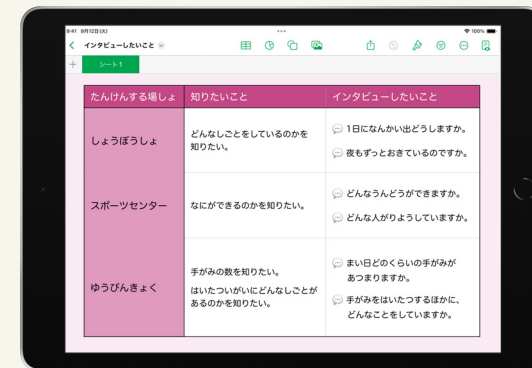 9:41 9月12日(火)
100%
インタビューしたいこと
シート1
たんけんする場しょ 知りたいこと インタビューしたいこと
しょうぼうしょ
どんなしごとをしているのかを
知りたい。
1日になんかい出どうしますか。
夜もずっとおきているのですか。
スポーツセンター
なにができるのかを知りたい。
どんなうんどうができますか。
どんな人がりようしていますか。
ゆうびんきょく
手がみの数を知りたい。
はいたついがいにどんなしごとが
あるのかを知りたい。
まい日どのくらいの手がみが
あつまりますか。
手がみをはいたつするほかに、
どんなことをしていますか。